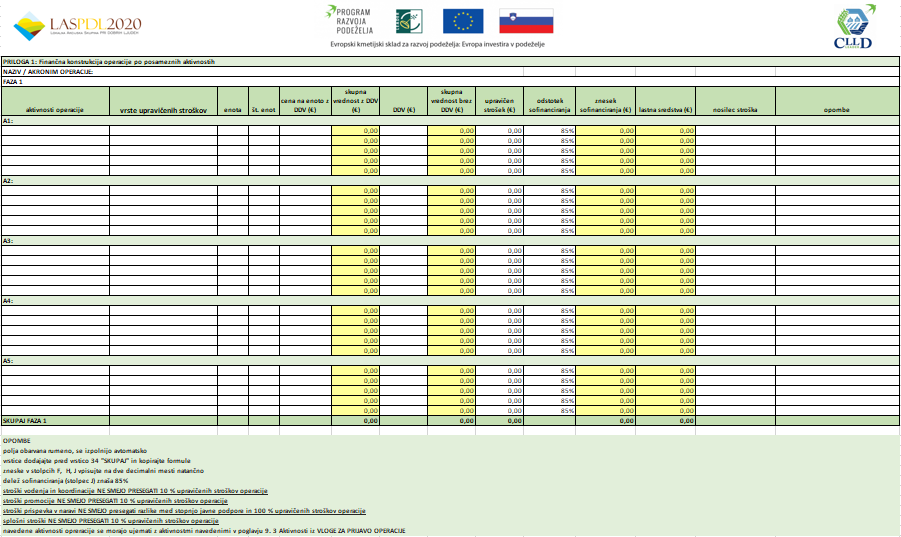 LASPDL2020
LOKALNA AKCIJSKA SKUPINA PRI DOBRIH LJUDEH
PROGRAM
RAZVOJA
PODEŽELJA
CLLD
Evropski kmetijski sklad za razvoj podeželja: Evropa investira v podeželje
PRILOGA 1: Finančna konstrukcija operacije po posameznih aktivnostih
NAZIV / AKRONIM OPERACIJE:
FAZA 1
aktivnosti operacije vrste upravičenih stroškov enota št. enot cena na enoto z DDV (€) skupna vrednost z DDV (€) DDV (€) skupna vrednost brez DDV (€) upravičen strošek (€) odstotek sofinanciranja znesek sofinanciranja (€) lastna sredstva (€) nosilec stroška opombe
A1:
0,00 0,00 0,00 85% 0,00 0,00
0,00 0,00 0,00 85% 0,00 0,00
0,00 0,00 0,00 85% 0,00 0,00
0,00 0,00 0,00 85% 0,00 0,00
0,00 0,00 0,00 85% 0,00 0,00
A2:
0,00 0,00 0,00 85% 0,00 0,00
0,00 0,00 0,00 85% 0,00 0,00
0,00 0,00 0,00 85% 0,00 0,00
0,00 0,00 0,00 85% 0,00 0,00
0,00 0,00 0,00 85% 0,00 0,00
A3:
0,00 0,00 0,00 85% 0,00 0,00
0,00 0,00 0,00 85% 0,00 0,00
0,00 0,00 0,00 85% 0,00 0,00
0,00 0,00 0,00 85% 0,00 0,00
0,00 0,00 0,00 85% 0,00 0,00
A4:
0,00 0,00 0,00 85% 0,00 0,00
0,00 0,00 0,00 85% 0,00 0,00
0,00 0,00 0,00 85% 0,00 0,00
0,00 0,00 0,00 85% 0,00 0,00
0,00 0,00 0,00 85% 0,00 0,00
A5:
0,00 0,00 0,00 85% 0,00 0,00
0,00 0,00 0,00 85% 0,00 0,00
0,00 0,00 0,00 85% 0,00 0,00
0,00 0,00 0,00 85% 0,00 0,00
0,00 0,00 0,00 85% 0,00 0,00
SKUPAJ FAZA 1 0,00 0,00 0,00 0,00 0,00
OPOMBE
polja obarvana rumeno, se izpolnijo avtomatsko
vrstice dodajajte pred vrstico 34 "SKUPAJ" in kopirajte formule
zneske v stolpcih F, H, J vpisujte na dve decimalni mesti natančno
delež sofinanciranja (stolpec J) znaša 85%
stroški vodenja in koordinacije NE SMEJO PRESEGATI 10 % upravičenih stroškov operacije
stroški promocije NE SMEJO PRESEGATI 10 % upravičenih stroškov operacije
stroški prispevka v naravi NE SMEJO presegati razlike med stopnjo javne podpore in 100 % upravičenih stroškov operacije
splošni stroški NE SMEJO PRESEGATI 10 % upravičenih stroškov operacije
navedene aktivnosti opreracije se morajo ujemati z aktivnostmi navedenimi v poglavju 9. 3 Aktivnosti iz VLOGE ZA PRIJAVO OPERACIJE